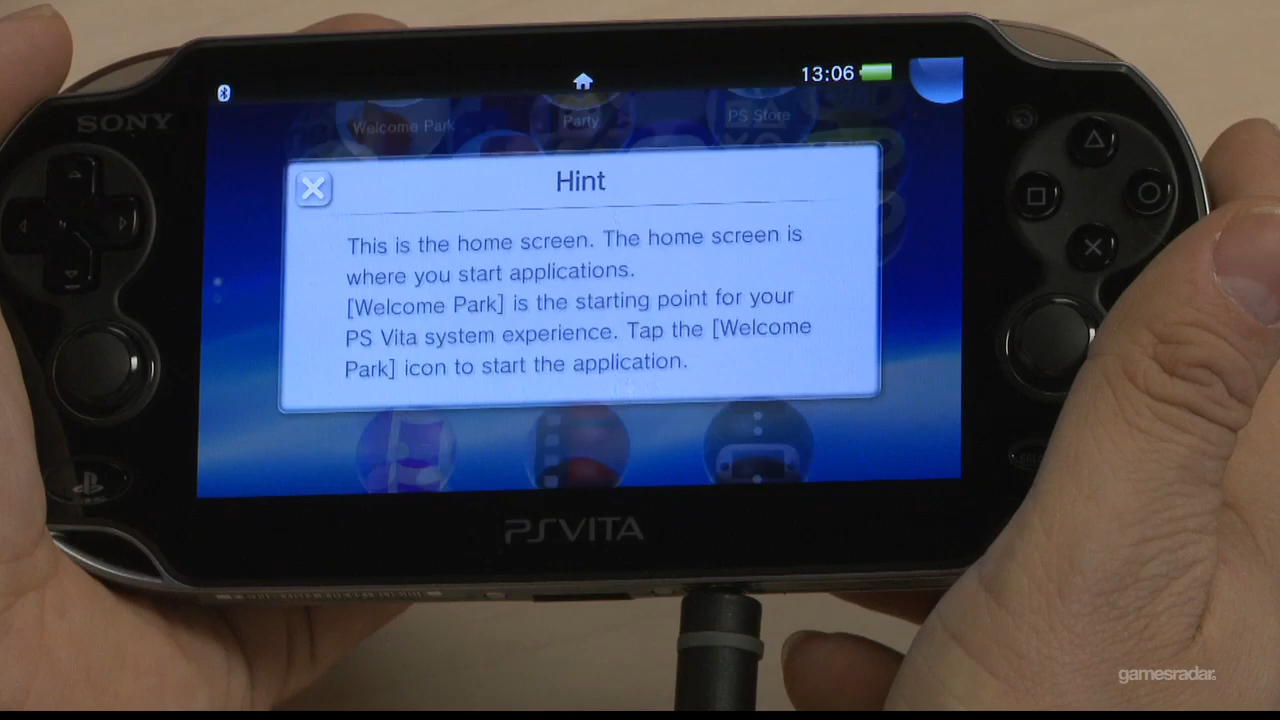 13:06
SONY
Welcome Park
Party
PS Store
Hint
This is the home screen. The home screen is
where you start applications.
[Welcome Park] is the starting point for your
PS Vita system experience. Tap the [Welcome
Park] icon to start the application.
PSVITA
gamesradar.